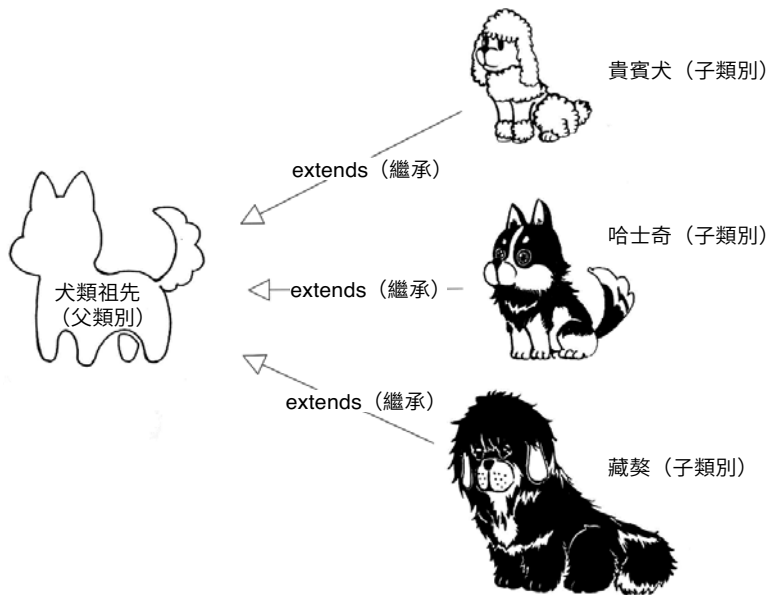 貴賓犬（子類別）
extends（繼承）
哈士奇（子類別）
犬類祖先
（父類別）
extends（繼承）
extends（繼承）
藏獒（子類別）